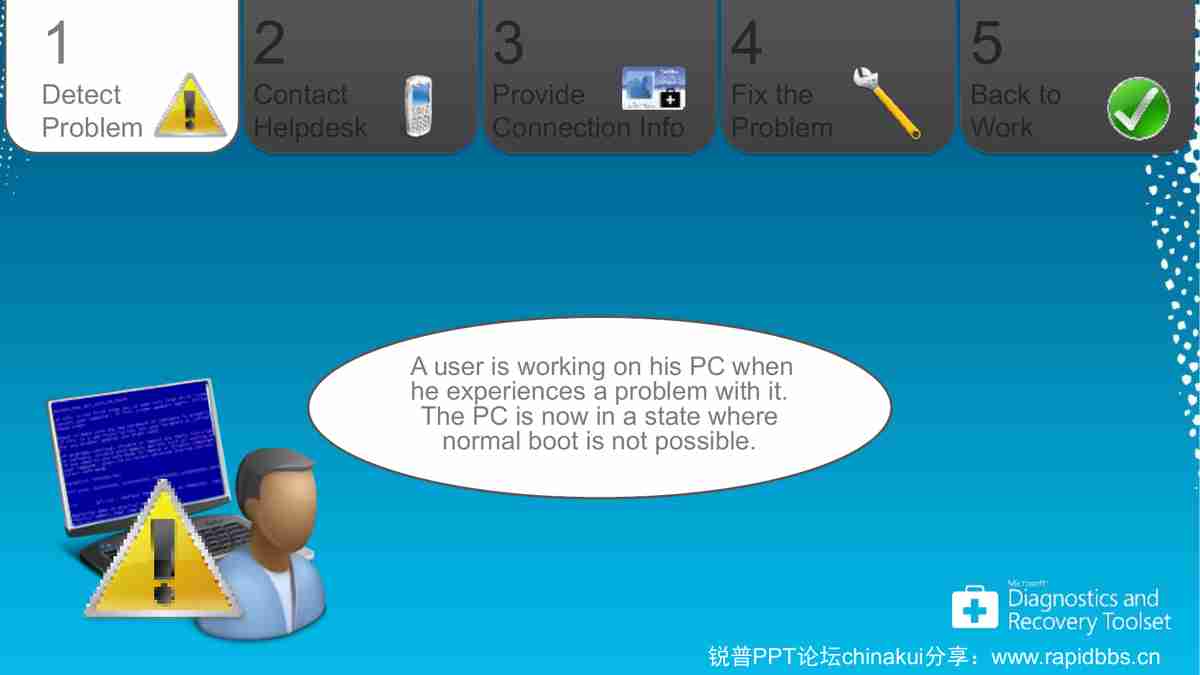 1
Detect
Problem
2
Contact
Helpdesk
3
Provide
Connection Info
4
Fix the
Problem
5
Back to
Work
A user is working on his PC when
he experiences a problem with it.
The PC is now in a state where
normal boot is not possible.
Microsoft
Diagnostics and
Recovery Toolset
锐普PPT论坛chinakui分享：www.rapidbbs.cn